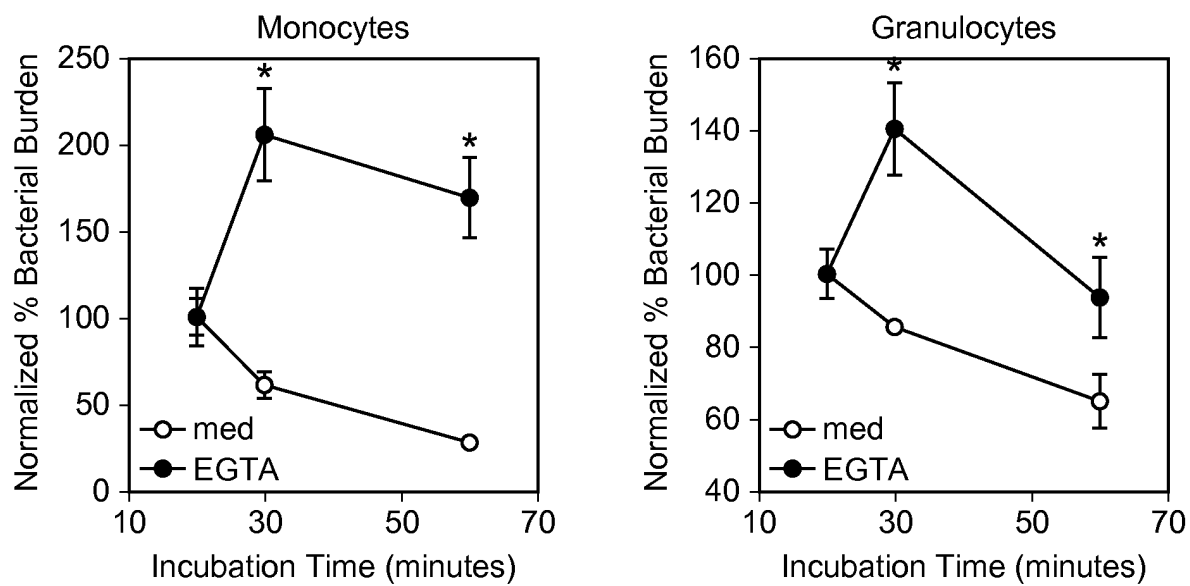 Monocytes
Normalized % Bacterial Burden
250
200
150
100
50
0
*
*
med
EGTA
10
30
50
70
Incubation Time (minutes)
Granulocytes
Normalized % Bacterial Burden
160
140
120
100
80
60
40
*
*
med
EGTA
10
30
50
70
Incubation Time (minutes)